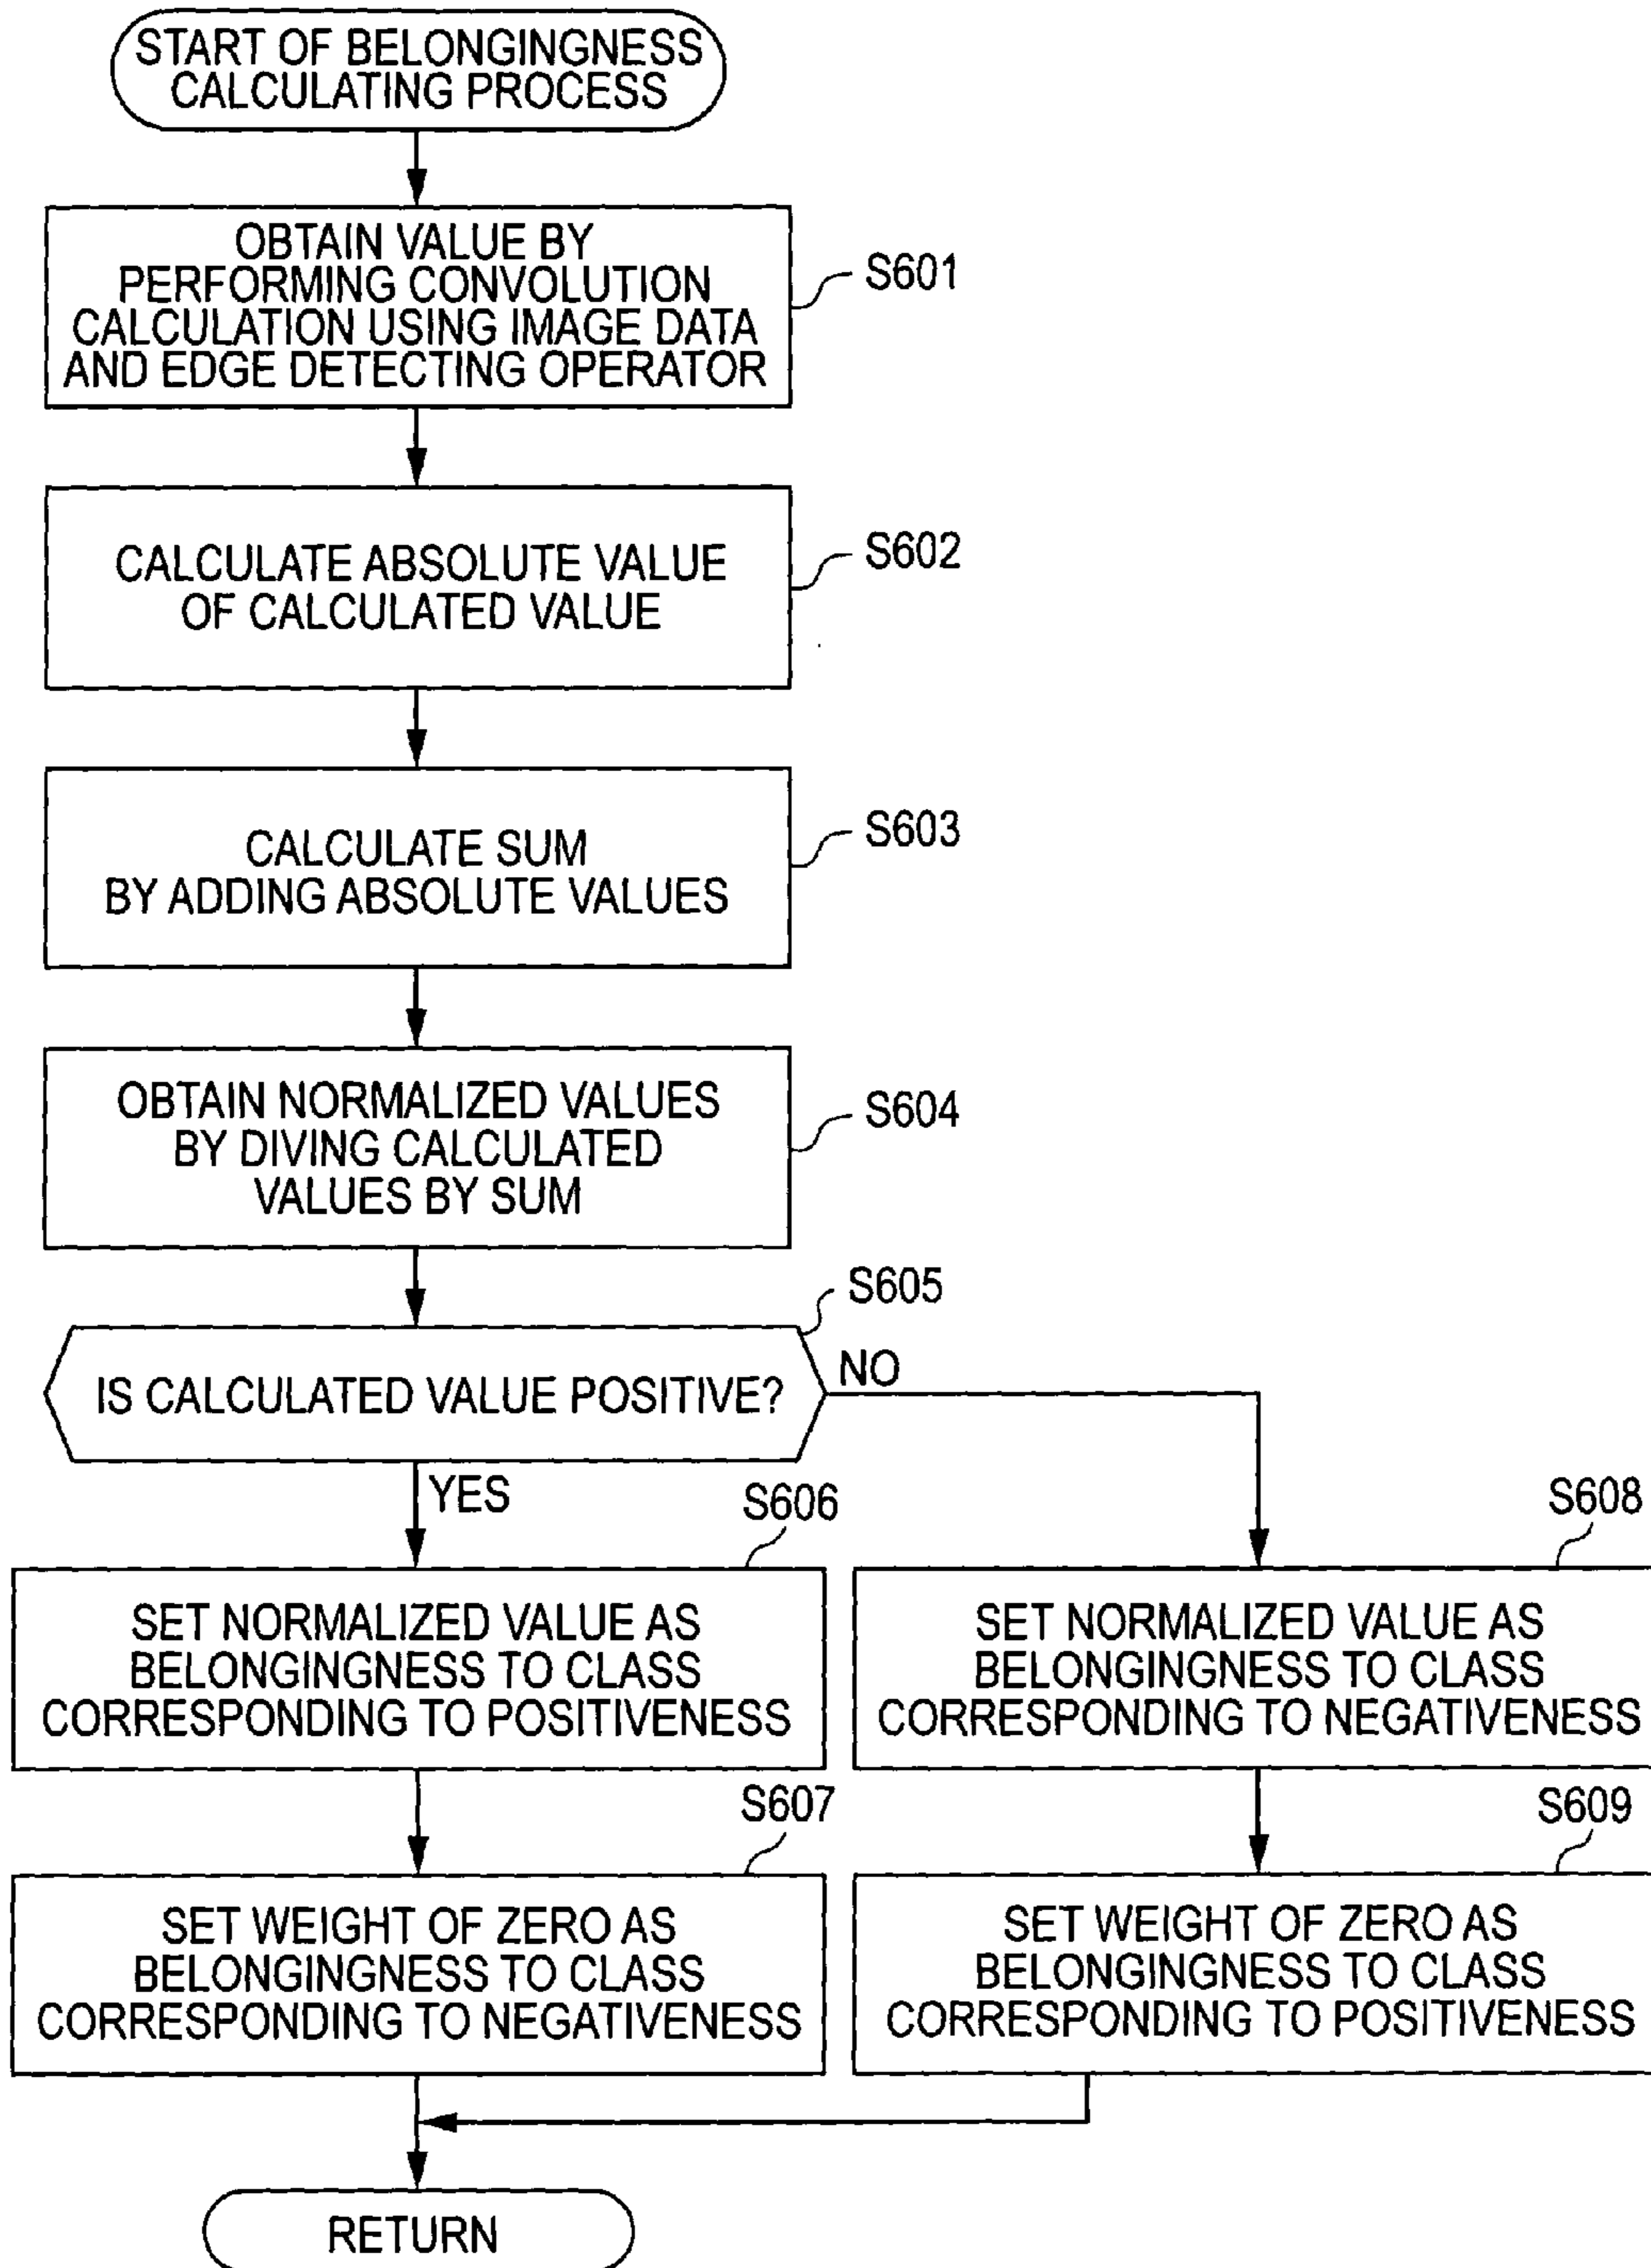 START OF BELONGINGNESS
CALCULATING PROCESS
OBTAIN VALUE BY
PERFORMING CONVOLUTION
CALCULATION USING IMAGE DATA
AND EDGE DETECTING OPERATOR
S601
CALCULATE ABSOLUTE VALUE
OF CALCULATED VALUE
S602
CALCULATE SUM
BY ADDING ABSOLUTE VALUES
S603
OBTAIN NORMALIZED VALUES
BY DIVING CALCULATED
VALUES BY SUM
S604
S605
IS CALCULATED VALUE POSITIVE?
NO
YES
S606
SET NORMALIZED VALUE AS
BELONGINGNESS TO CLASS
CORRESPONDING TO POSITIVENESS
S608
SET NORMALIZED VALUE AS
BELONGINGNESS TO CLASS
CORRESPONDING TO NEGATIVENESS
S607
SET WEIGHT OF ZERO AS
BELONGINGNESS TO CLASS
CORRESPONDING TO NEGATIVENESS
S609
SET WEIGHT OF ZERO AS
BELONGINGNESS TO CLASS
CORRESPONDING TO POSITIVENESS
RETURN